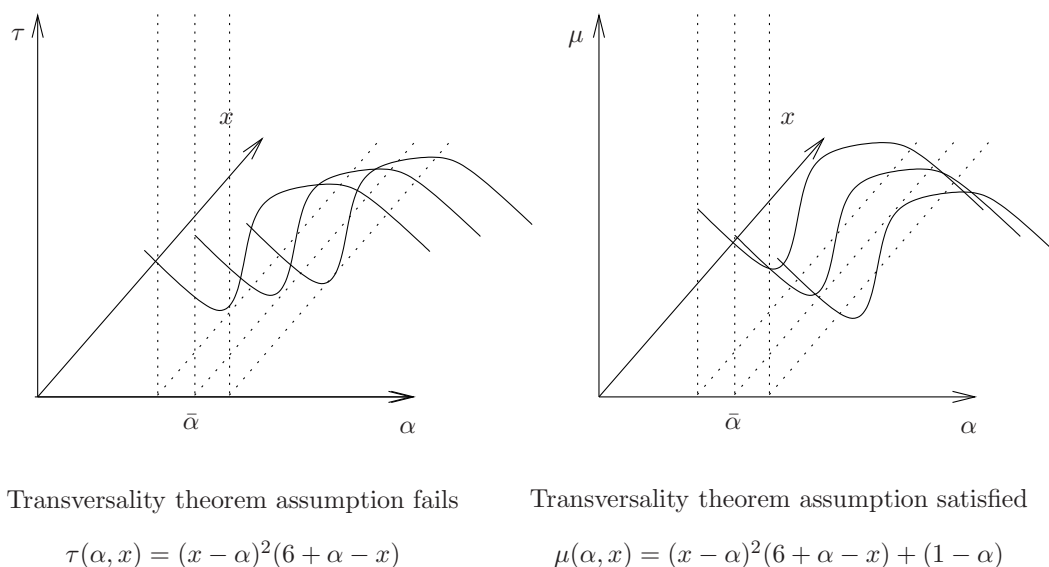 τ
μ
x
x
ᾱ
α
ᾱ
α
Transversality theorem assumption fails
Transversality theorem assumption satisfied
τ(α, x) = (x − α)²(6 + α − x)
μ(α, x) = (x − α)²(6 + α − x) + (1 − α)